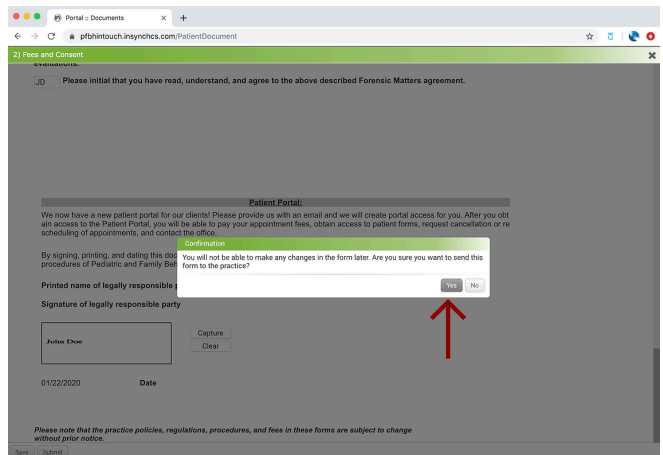 Portal :: Documents
pfbhintouch.insynchcs.com/PatientDocument
2) Fees and Consent
evaluations.
JD Please initial that you have read, understand, and agree to the above described Forensic Matters agreement.
Patient Portal:
We now have a new patient portal for our clients! Please provide us with an email and we will create portal access for you. After you obt
ain access to the Patient Portal, you will be able to pay your appointment fees, obtain access to patient forms, request cancellation or re
scheduling of appointments, and contact the office.
Confirmation
You will not be able to make any changes in the form later. Are you sure you want to send this
form to the practice?
Yes No
By signing, printing, and dating this doc
procedures of Pediatric and Family Beh
Printed name of legally responsible p
Signature of legally responsible party
John Doe
Capture
Clear
01/22/2020 Date
Please note that the practice policies, regulations, procedures, and fees in these forms are subject to change
without prior notice.
Save Submit